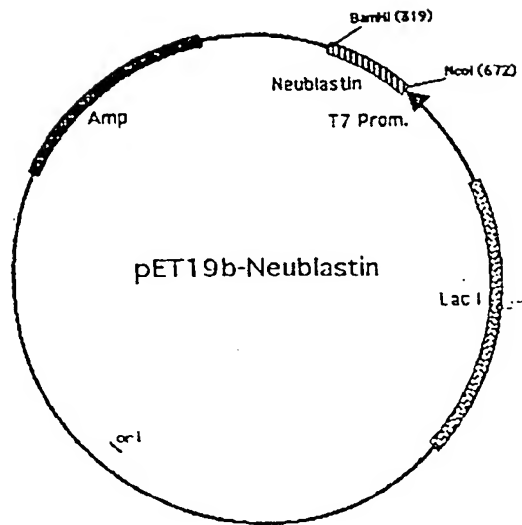 BamHI (319)
NcoI (672)
Neublastin
Amp
T7 Prom.
pET19b-Neublastin
Lac I
ori